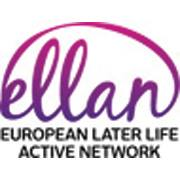 ellan
EUROPEAN LATER LIFE
ACTIVE NETWORK